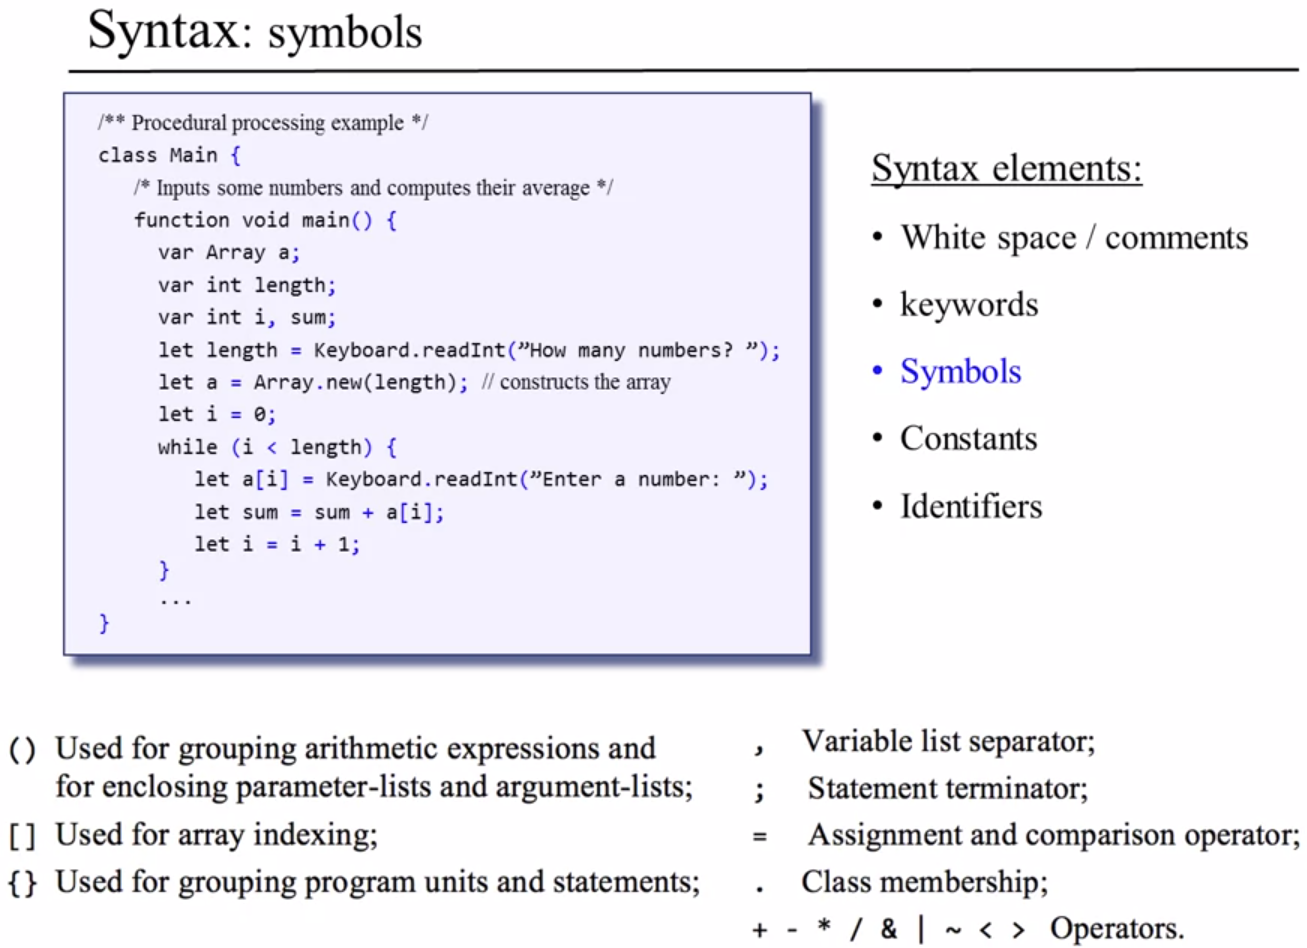 Syntax: symbols
/** Procedural processing example */
class Main {
/* Inputs some numbers and computes their average */
function void main() {
var Array a;
var int length;
var int i, sum;
let length = Keyboard.readInt(”How many numbers? ”);
let a = Array.new(length); // constructs the array
let i = 0;
while (i < length) {
let a[i] = Keyboard.readInt(”Enter a number: ”);
let sum = sum + a[i];
let i = i + 1;
}
...
}
Syntax elements:
• White space / comments
• keywords
• Symbols
• Constants
• Identifiers
() Used for grouping arithmetic expressions and
for enclosing parameter-lists and argument-lists;
[] Used for array indexing;
{} Used for grouping program units and statements;
, Variable list separator;
; Statement terminator;
= Assignment and comparison operator;
. Class membership;
+ - * / & | ~ < > Operators.